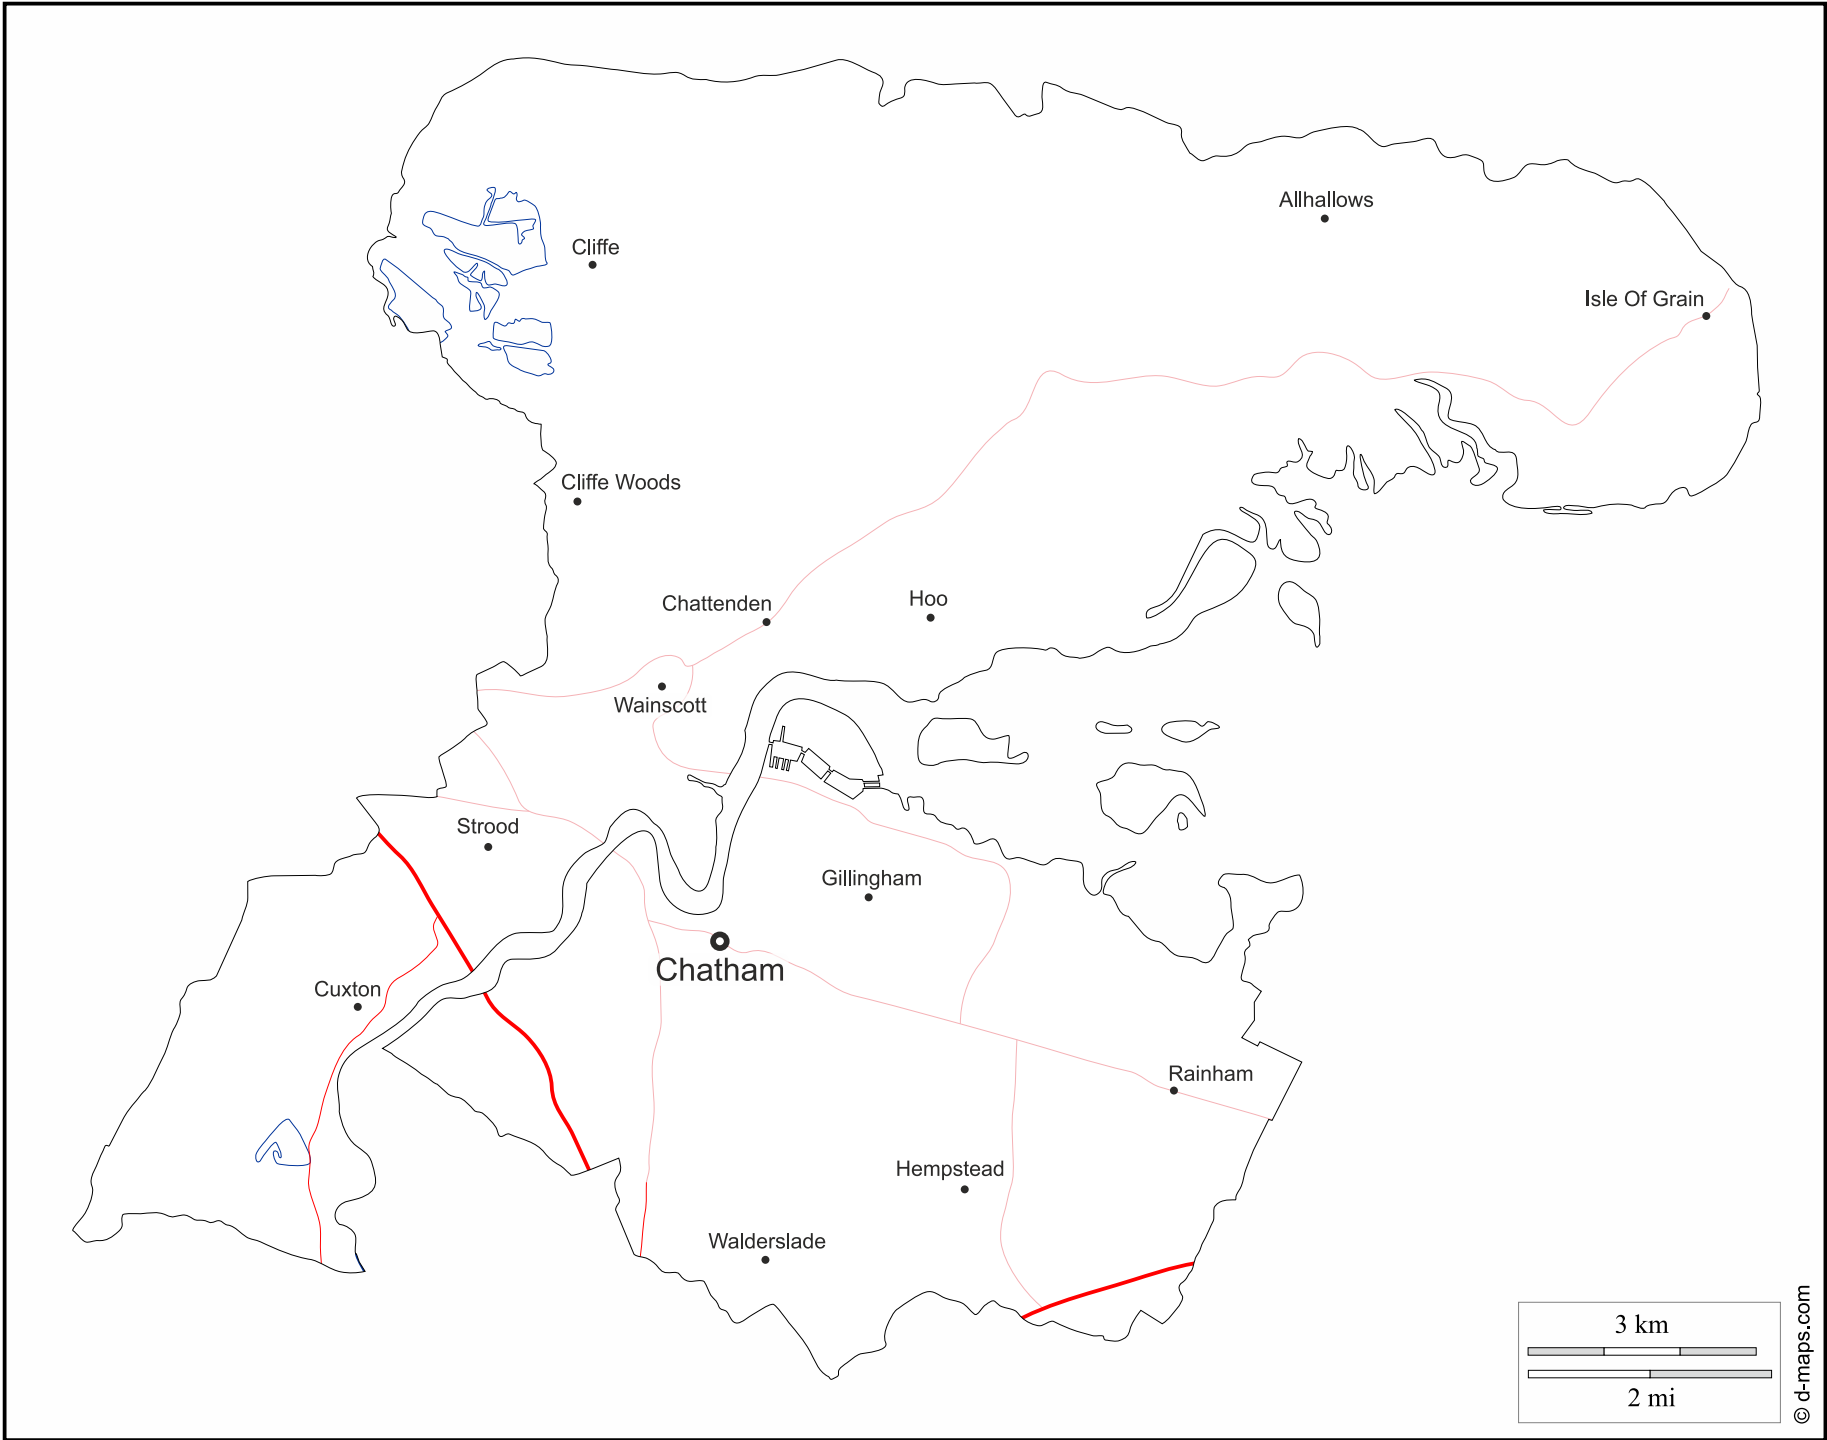 Allhallows
Cliffe
Isle Of Grain
Cliffe Woods
Chattenden
Hoo
Wainscott
Strood
Gillingham
Chatham
Cuxton
Rainham
Hempstead
Walderslade
3 km
2 mi
© d-maps.com